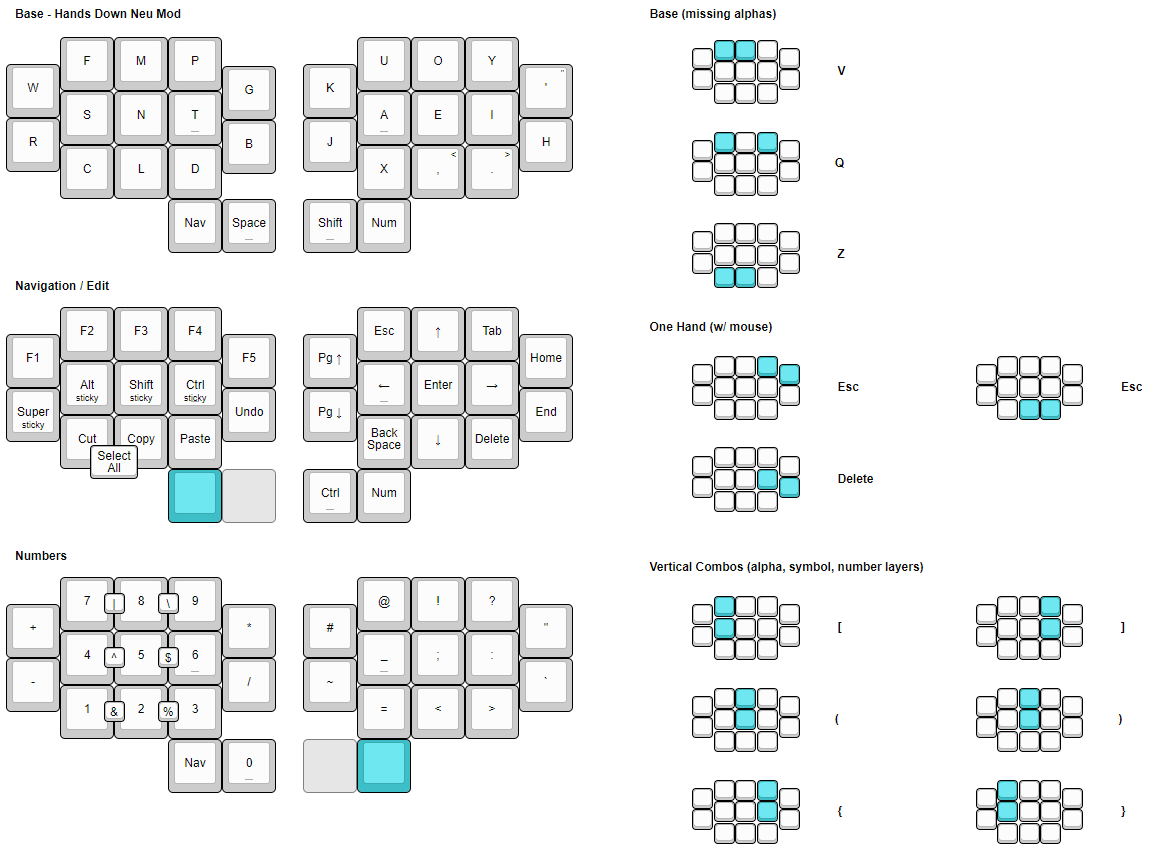 Base - Hands Down Neu Mod
F M P
W G
S N T
_
R B
C L D
Nav Space
_
U O Y
K " '
A E I
_
J H
X < , > .
Shift Num
_
Navigation / Edit
F2 F3 F4
F1 F5
Alt Shift Ctrl
sticky sticky sticky
Super Undo
sticky
Cut Copy Paste
Select
All
Esc ↑ Tab
Pg ↑ Home
← Enter →
_
Pg ↓ End
Back
Space ↓ Delete
Ctrl Num
_
Numbers
7 | 8 \ 9
+ *
4 ^ 5 $ 6
_
- /
1 & 2 % 3
Nav 0
_
@ ! ?
# "
_ ; :
_
~ `
= < >
Base (missing alphas)
V
Q
Z
One Hand (w/ mouse)
Esc Esc
Delete
Vertical Combos (alpha, symbol, number layers)
[ ]
( )
{ }